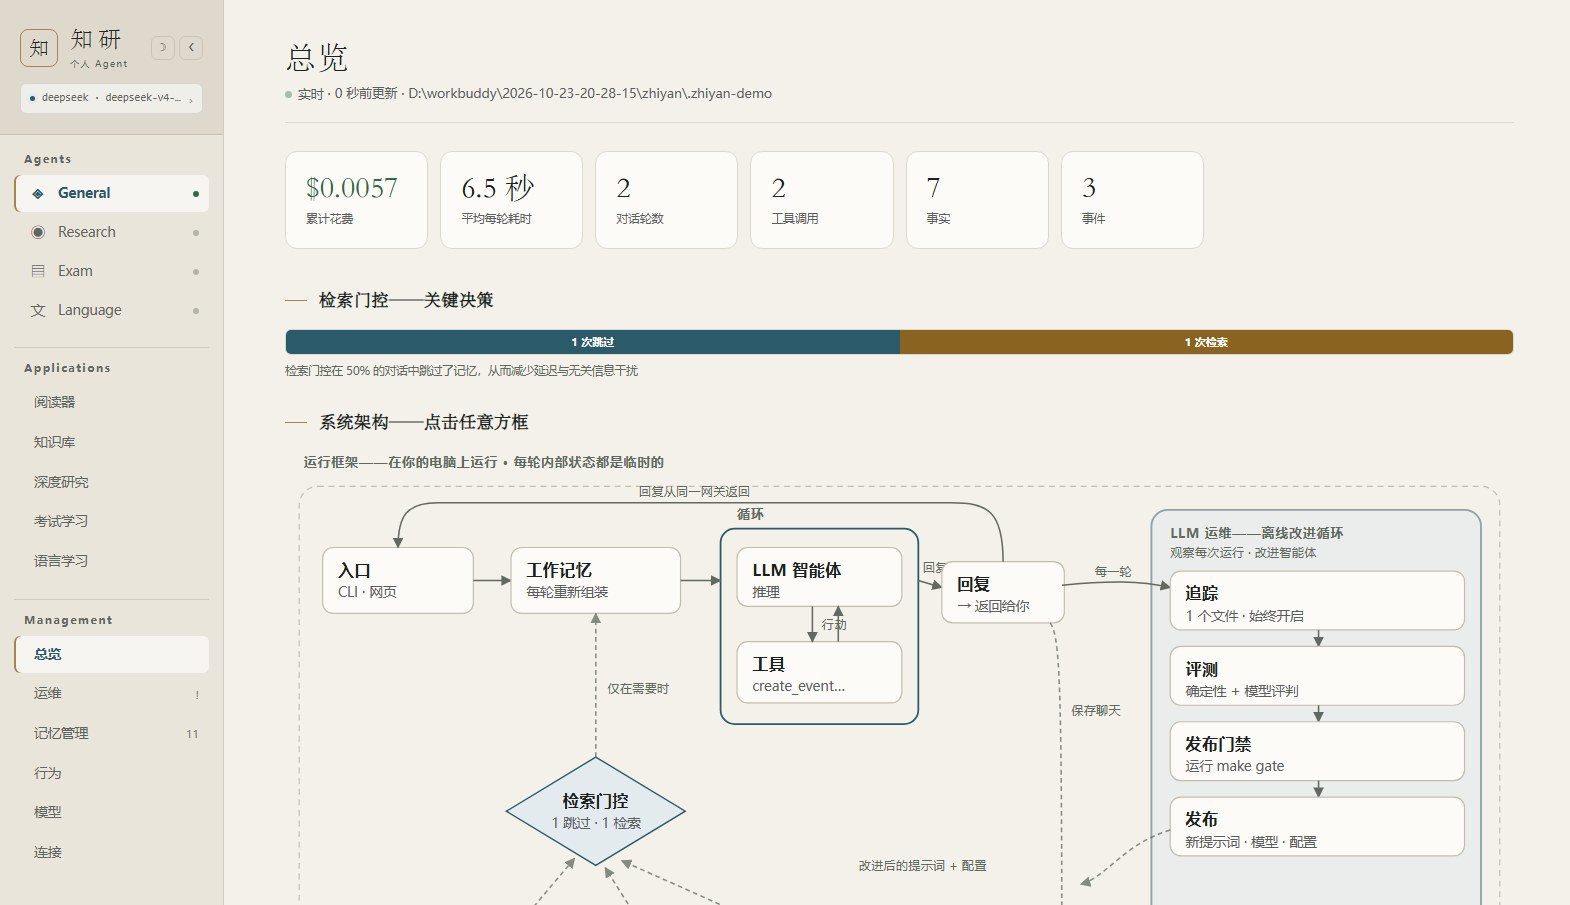 知
知研
个人 Agent
deepseek · deepseek-v4-…
Agents
General
Research
Exam
文 Language
Applications
阅读器
知识库
深度研究
考试学习
语言学习
Management
总览
运维 !
记忆管理 11
行为
模型
连接
总览
实时 · 0 秒前更新 · D:\workbuddy\2026-10-23-20-28-15\zhiyan\.zhiyan-demo
$0.0057
累计花费
6.5 秒
平均每轮耗时
2
对话轮数
2
工具调用
7
事实
3
事件
检索门控——关键决策
1 次跳过
1 次检索
检索门控在 50% 的对话中跳过了记忆，从而减少延迟与无关信息干扰
系统架构——点击任意方框
运行框架——在你的电脑上运行 • 每轮内部状态都是临时的
回复从同一网关返回
循环
入口
CLI · 网页
工作记忆
每轮重新组装
LLM 智能体
推理
行动
工具
create_event...
回复
回复
→ 返回给你
每一轮
LLM 运维——离线改进循环
观察每次运行 · 改进智能体
追踪
1 个文件 · 始终开启
评测
确定性 + 模型评判
发布门禁
运行 make gate
发布
新提示词 · 模型 · 配置
仅在需要时
保存聊天
检索门控
1 跳过 · 1 检索
改进后的提示词 + 配置